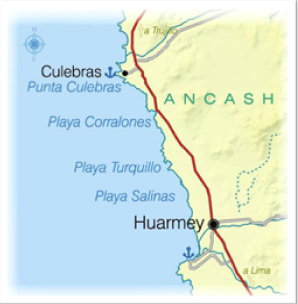 a Trujillo
Culebras
Punta Culebras
ANCASH
Playa Corralones
Playa Turquillo
Playa Salinas
Huarmey
a Lima